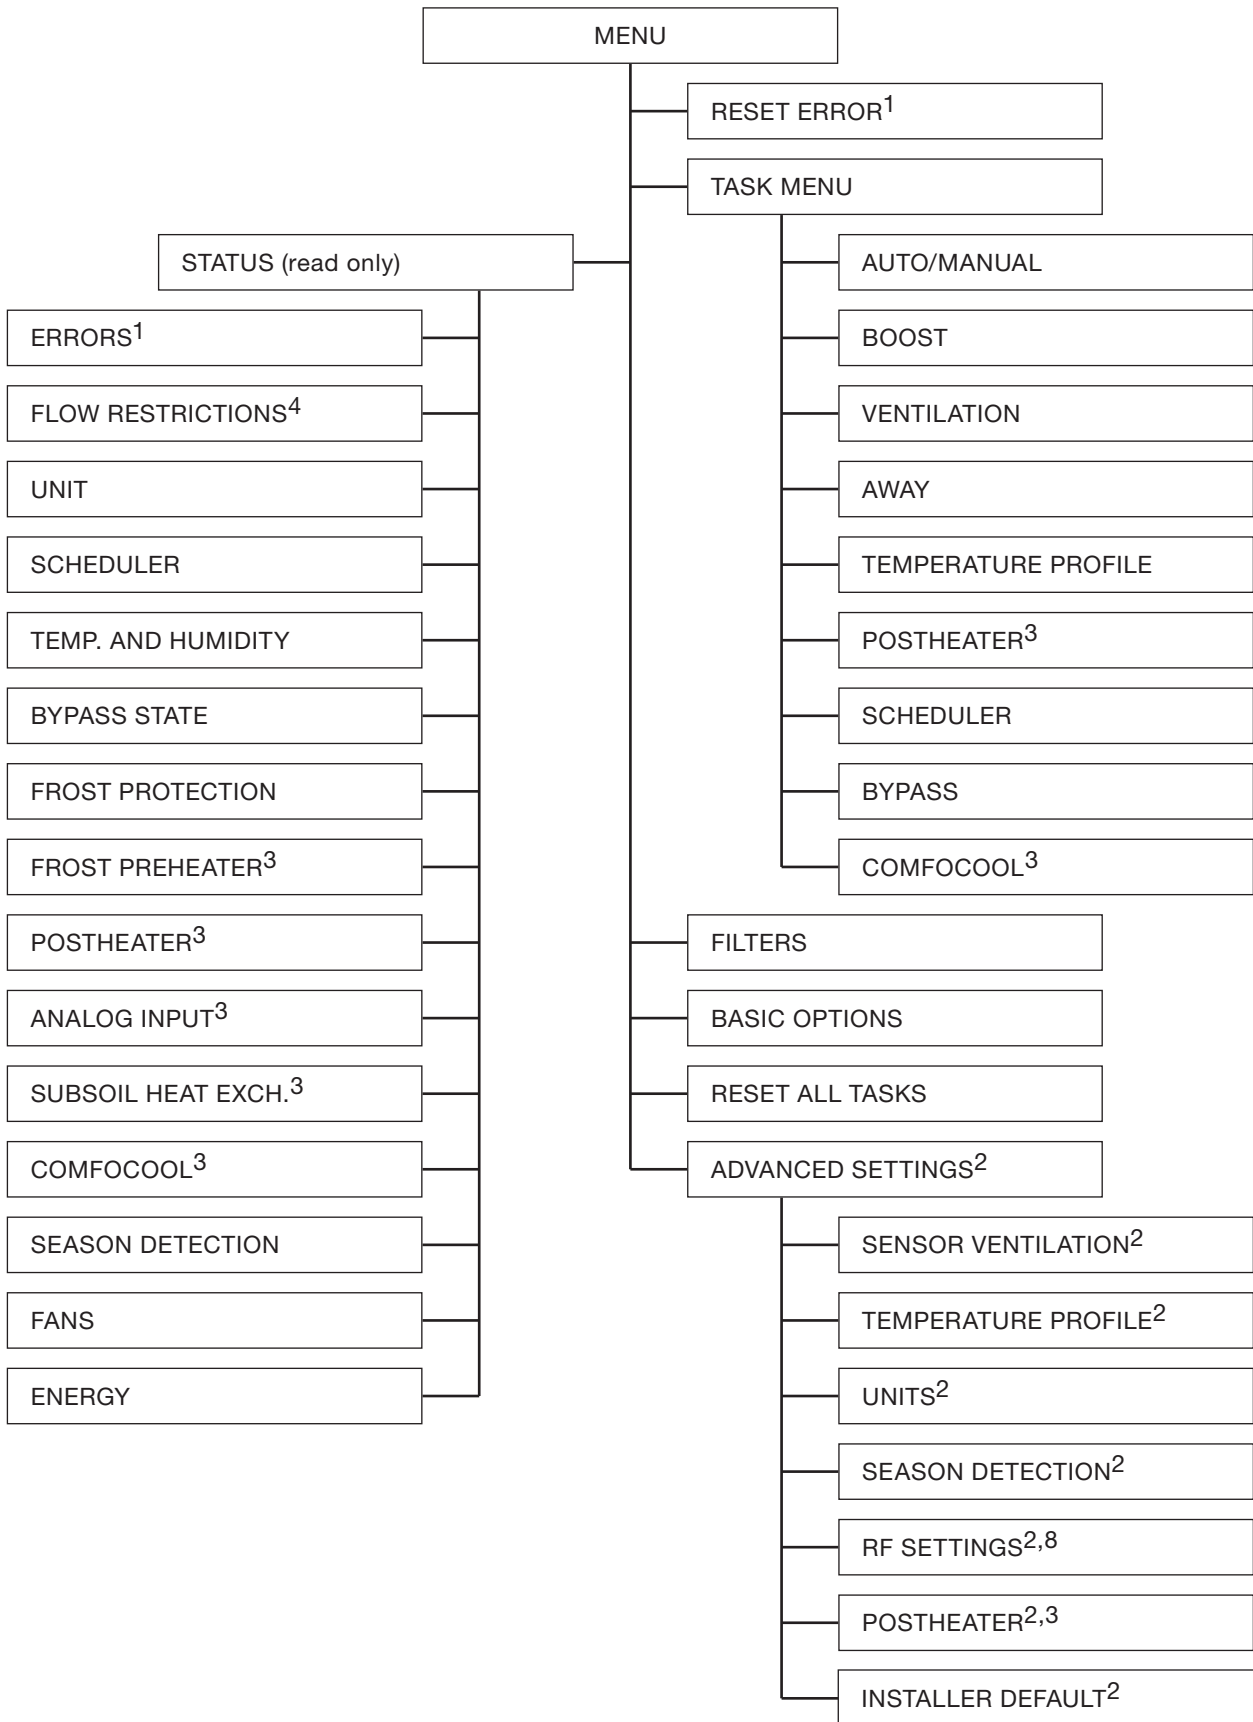 MENU
RESET ERROR1
TASK MENU
AUTO/MANUAL
BOOST
VENTILATION
AWAY
TEMPERATURE PROFILE
POSTHEATER3
SCHEDULER
BYPASS
COMFOCOOL3
STATUS (read only)
ERRORS1
FLOW RESTRICTIONS4
UNIT
SCHEDULER
TEMP. AND HUMIDITY
BYPASS STATE
FROST PROTECTION
FROST PREHEATER3
POSTHEATER3
ANALOG INPUT3
SUBSOIL HEAT EXCH.3
COMFOCOOL3
SEASON DETECTION
FANS
ENERGY
FILTERS
BASIC OPTIONS
RESET ALL TASKS
ADVANCED SETTINGS2
SENSOR VENTILATION2
TEMPERATURE PROFILE2
UNITS2
SEASON DETECTION2
RF SETTINGS2,8
POSTHEATER2,3
INSTALLER DEFAULT2